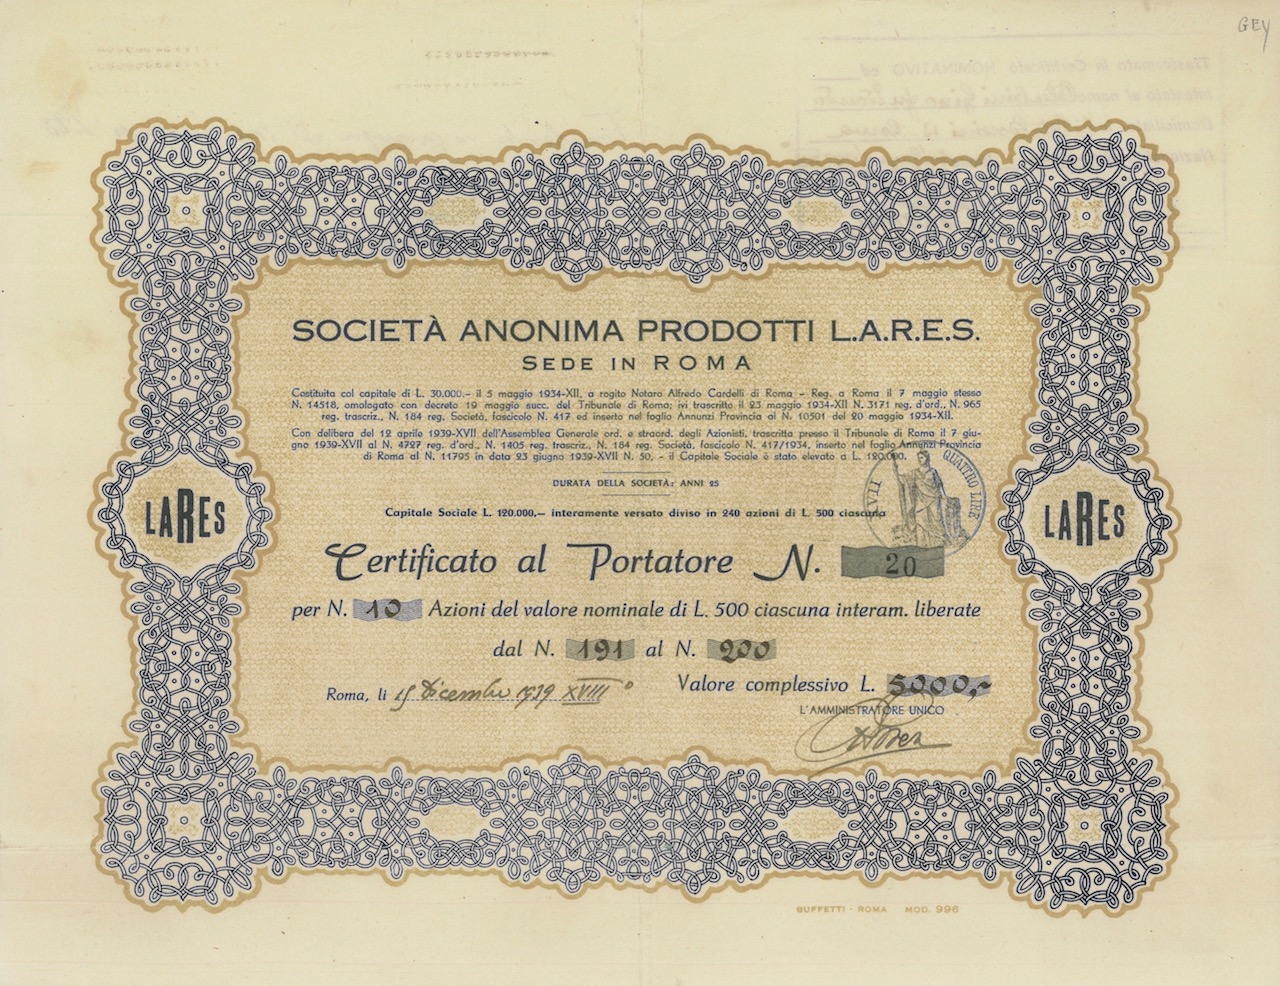 GEY
SOCIETÀ ANONIMA PRODOTTI L.A.R.E.S.
SEDE IN ROMA
Costituita col capitale di L. 30.000.- il 5 maggio 1934-XII, a rogito Notaro Alfredo Cardelli di Roma - Reg. a Roma il 7 maggio stesso
N. 14518, omologato con decreto 19 maggio succ. del Tribunale di Roma; ivi trascritto il 23 maggio 1934-XII N. 3171 reg. d'ord., N. 965
reg. trascriz., N. 184 reg. Società, fascicolo N. 417 ed inserto nel foglio Annunzi Provincia al N. 10501 del 20 maggio 1934-XII.
Con delibera del 12 aprile 1939-XVII dell'Assemblea Generale ord. e straord. degli Azionisti, trascritta presso il Tribunale di Roma il 7 giu-
gno 1939-XVII al N. 4727 reg. d'ord., N. 1405 reg. trascriz., N. 184 reg. Società, fascicolo N. 417/1934, inserto nel foglio Annunzi Provincia
di Roma al N. 11795 in data 23 giugno 1939-XVII N. 50, - il Capitale Sociale è stato elevato a L. 120.000.
DURATA DELLA SOCIETÀ: ANNI 25
XVII QUATTRO LIRE
Capitale Sociale L. 120.000,— interamente versato diviso in 240 azioni di L. 500 ciascuna
LARES
LARES
Certificato al Portatore N. 20
per N. 10 Azioni del valore nominale di L. 500 ciascuna interam. liberate
dal N. 191 al N. 200
Roma, li 15 Dicembre 1939 XVIII°
Valore complessivo L. 5000,-
L'AMMINISTRATORE UNICO
BUFFETTI - ROMA MOD. 996